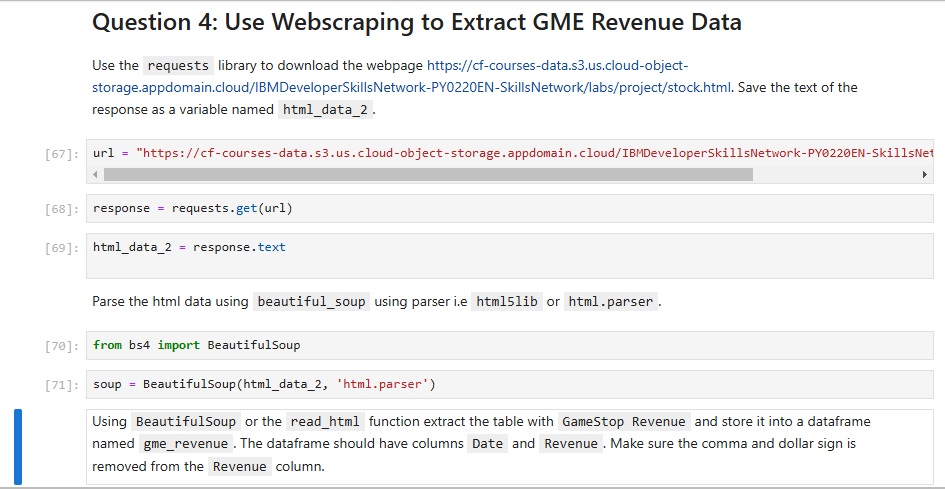 Question 4: Use Webscraping to Extract GME Revenue Data
Use the requests library to download the webpage https://cf-courses-data.s3.us.cloud-object-
storage.appdomain.cloud/IBMDeveloperSkillsNetwork-PY0220EN-SkillsNetwork/labs/project/stock.html. Save the text of the
response as a variable named html_data_2.
[67]: url = "https://cf-courses-data.s3.us.cloud-object-storage.appdomain.cloud/IBMDeveloperSkillsNetwork-PY0220EN-SkillsNet
[68]: response = requests.get(url)
[69]: html_data_2 = response.text
Parse the html data using beautiful_soup using parser i.e html5lib or html.parser.
[70]: from bs4 import BeautifulSoup
[71]: soup = BeautifulSoup(html_data_2, 'html.parser')
Using BeautifulSoup or the read_html function extract the table with GameStop Revenue and store it into a dataframe
named gme_revenue. The dataframe should have columns Date and Revenue. Make sure the comma and dollar sign is
removed from the Revenue column.